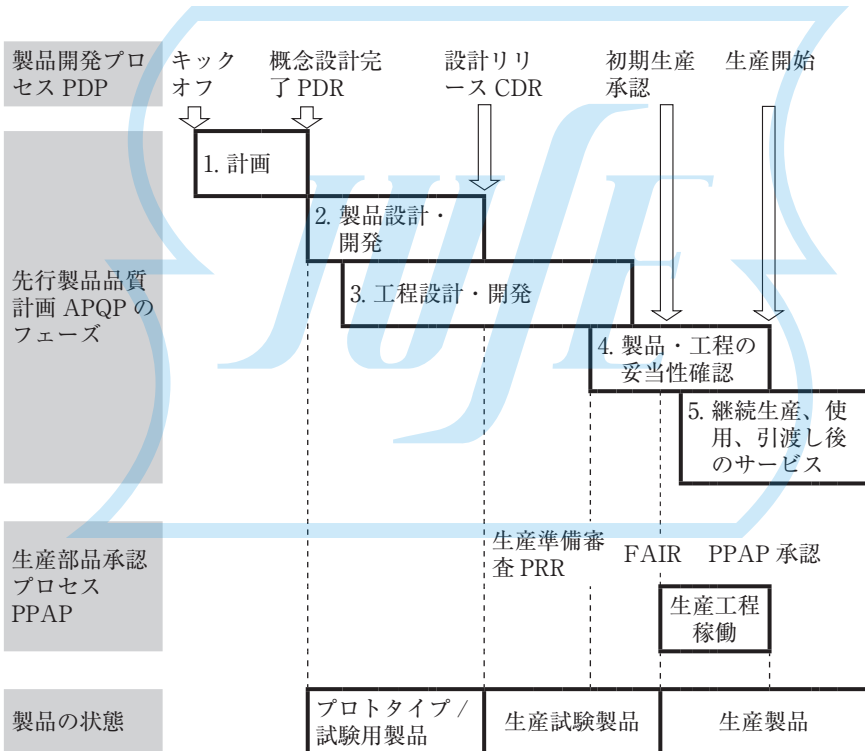 製品開発プロ
セス PDP
キック
オフ
概念設計完
了 PDR
設計リリ
ース CDR
初期生産
承認
生産開始
先行製品品質
計画 APQP の
フェーズ
1. 計画
2. 製品設計・
開発
3. 工程設計・開発
4. 製品・工程の
妥当性確認
5. 継続生産、使
用、引渡し後
のサービス
生産部品承認
プロセス
PPAP
生産準備審
査 PRR
FAIR
PPAP 承認
生産工程
稼働
製品の状態
プロトタイプ /
試験用製品
生産試験製品
生産製品
JUSE